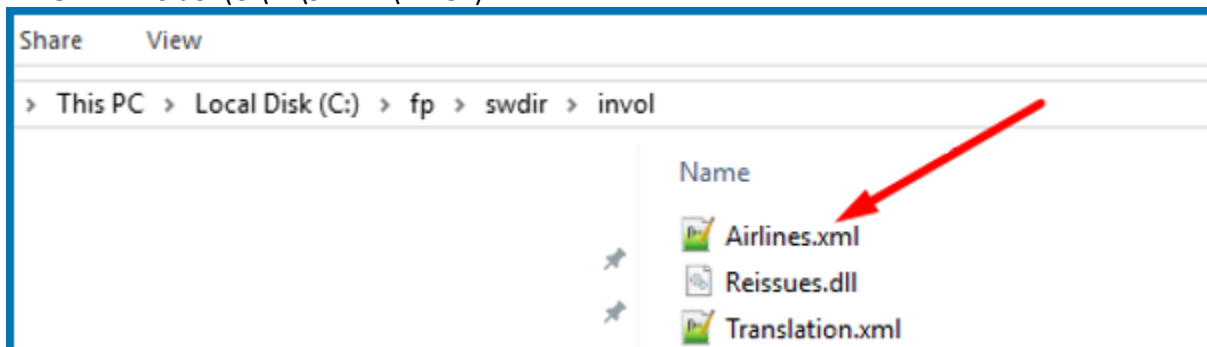 Share View
> This PC > Local Disk (C:) > fp > swdir > invol
Name
Airlines.xml
Reissues.dll
Translation.xml